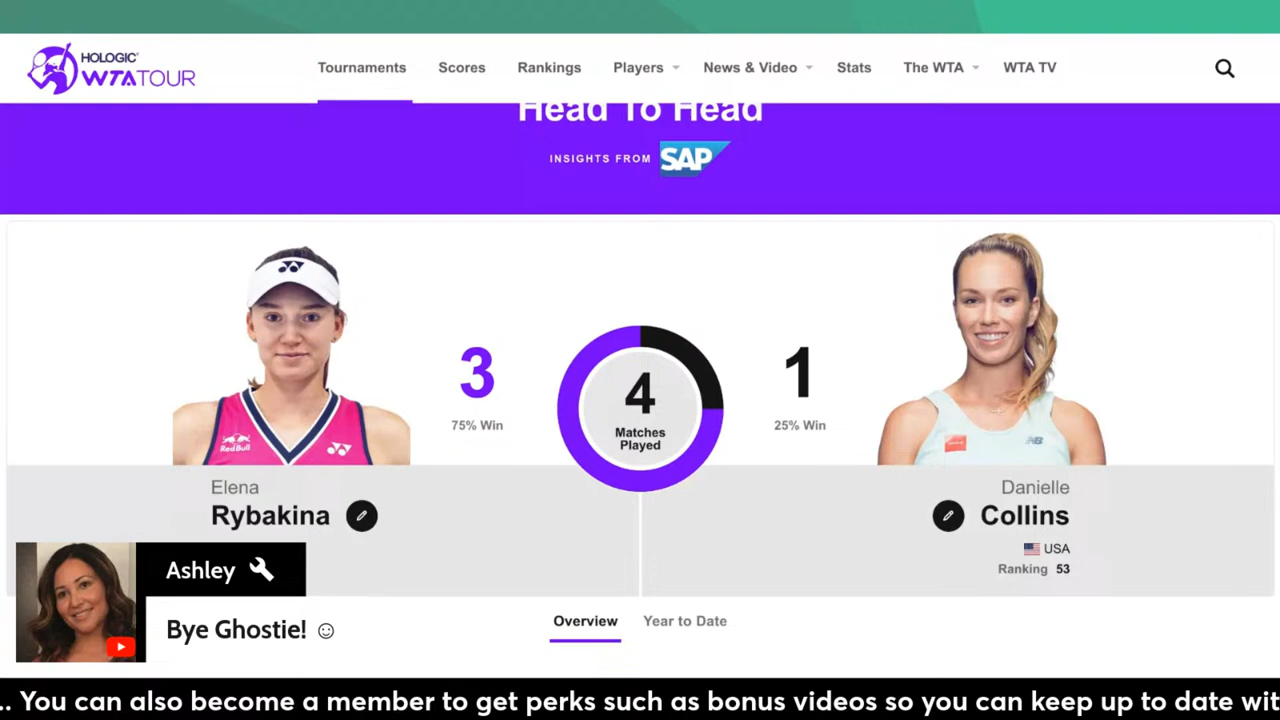 HOLOGIC
WTATOUR
Tournaments
Scores
Rankings
Players
News & Video
Stats
The WTA
WTA TV
Head To Head
INSIGHTS FROM SAP
3
75% Win
4
Matches
Played
1
25% Win
RedBull
Elena
Rybakina
Danielle
Collins
USA
Ranking 53
Ashley
Bye Ghostie! ☺
Overview
Year to Date
.. You can also become a member to get perks such as bonus videos so you can keep up to date wit